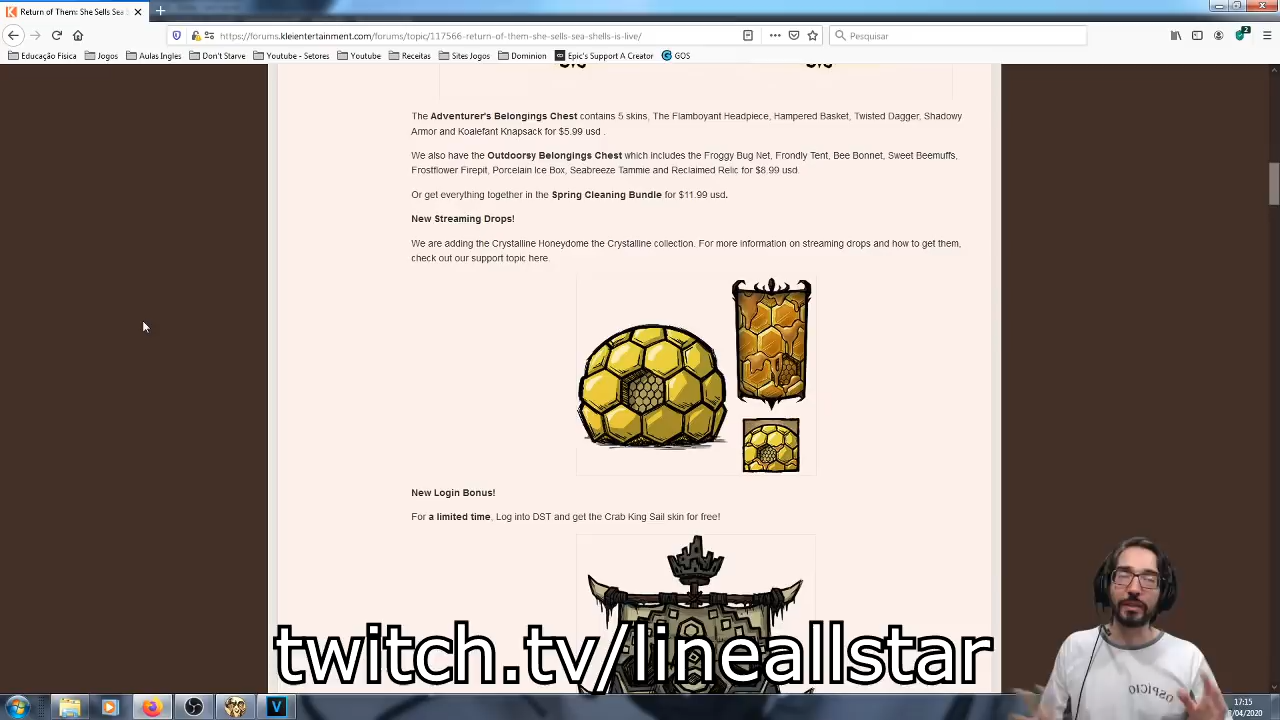 Return of Them: She Sells Sea
https://forums.kleientertainment.com/forums/topic/117566-return-of-them-she-sells-sea-shells-is-live/
Pesquisar
Educação Física
Jogos
Aulas Ingles
Don't Starve
Youtube - Setores
Youtube
Receitas
Sites Jogos
Dominion
Epic's Support A Creator
GOS
The Adventurer's Belongings Chest contains 5 skins, The Flamboyant Headpiece, Hampered Basket, Twisted Dagger, Shadowy
Armor and Koalefant Knapsack for $5.99 usd .
We also have the Outdoorsy Belongings Chest which includes the Froggy Bug Net, Frondly Tent, Bee Bonnet, Sweet Beemuffs,
Frostflower Firepit, Porcelain Ice Box, Seabreeze Tammie and Reclaimed Relic for $8.99 usd.
Or get everything together in the Spring Cleaning Bundle for $11.99 usd.
New Streaming Drops!
We are adding the Crystalline Honeydome the Crystalline collection. For more information on streaming drops and how to get them,
check out our support topic here.
New Login Bonus!
For a limited time, Log into DST and get the Crab King Sail skin for free!
twitch.tv/lineallstar
17:15
/04/2020